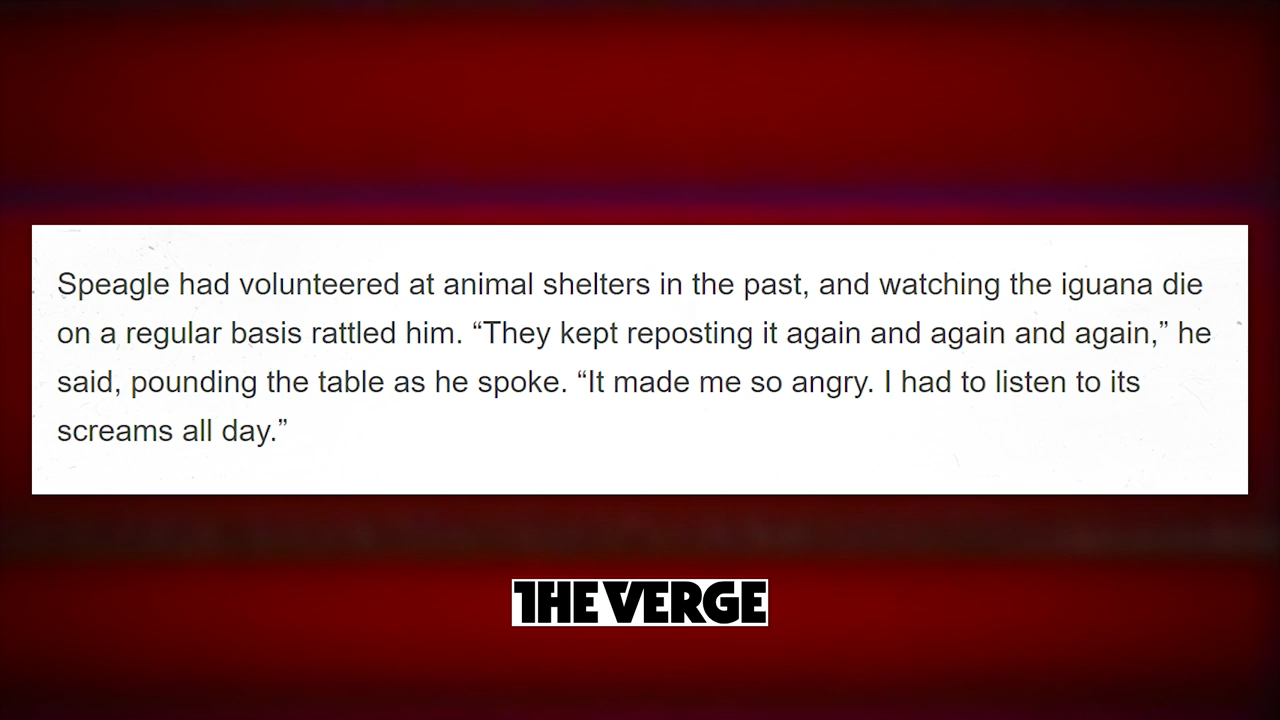 Speagle had volunteered at animal shelters in the past, and watching the iguana die
on a regular basis rattled him. “They kept reposting it again and again and again,” he
said, pounding the table as he spoke. “It made me so angry. I had to listen to its
screams all day.”
THE VERGE